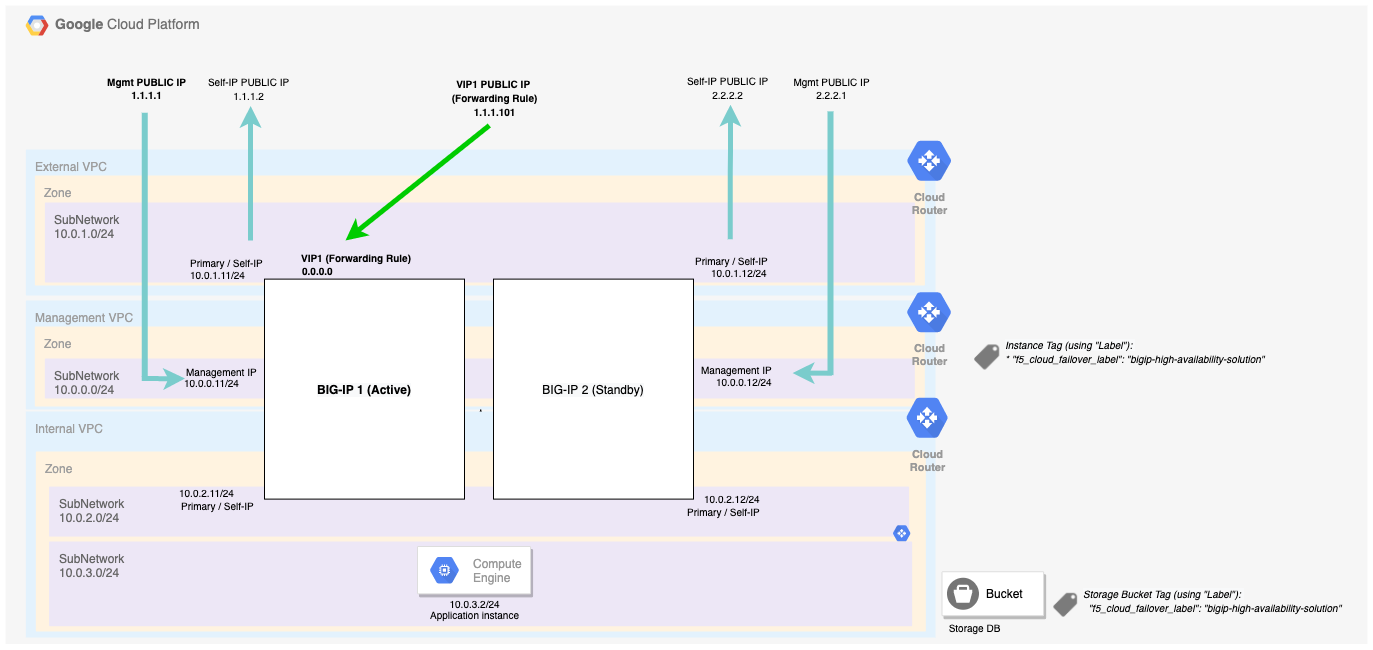 Google Cloud Platform
Mgmt PUBLIC IP
1.1.1.1
Self-IP PUBLIC IP
1.1.1.2
VIP1 PUBLIC IP
(Forwarding Rule)
1.1.1.101
Self-IP PUBLIC IP
2.2.2.2
Mgmt PUBLIC IP
2.2.2.1
External VPC
Zone
SubNetwork
10.0.1.0/24
Cloud
Router
Primary / Self-IP
10.0.1.11/24
VIP1 (Forwarding Rule)
0.0.0.0
Primary / Self-IP
10.0.1.12/24
Management VPC
Zone
SubNetwork
10.0.0.0/24
Management IP
10.0.0.11/24
BIG-IP 1 (Active)
BIG-IP 2 (Standby)
Management IP
10.0.0.12/24
Cloud
Router
Instance Tag (using "Label"):
* "f5_cloud_failover_label": "bigip-high-availability-solution"
Internal VPC
Zone
Cloud
Router
SubNetwork
10.0.2.0/24
10.0.2.11/24
Primary / Self-IP
10.0.2.12/24
Primary / Self-IP
SubNetwork
10.0.3.0/24
Compute
Engine
10.0.3.2/24
Application instance
Bucket
Storage DB
Storage Bucket Tag (using "Label"):
"f5_cloud_failover_label": "bigip-high-availability-solution"